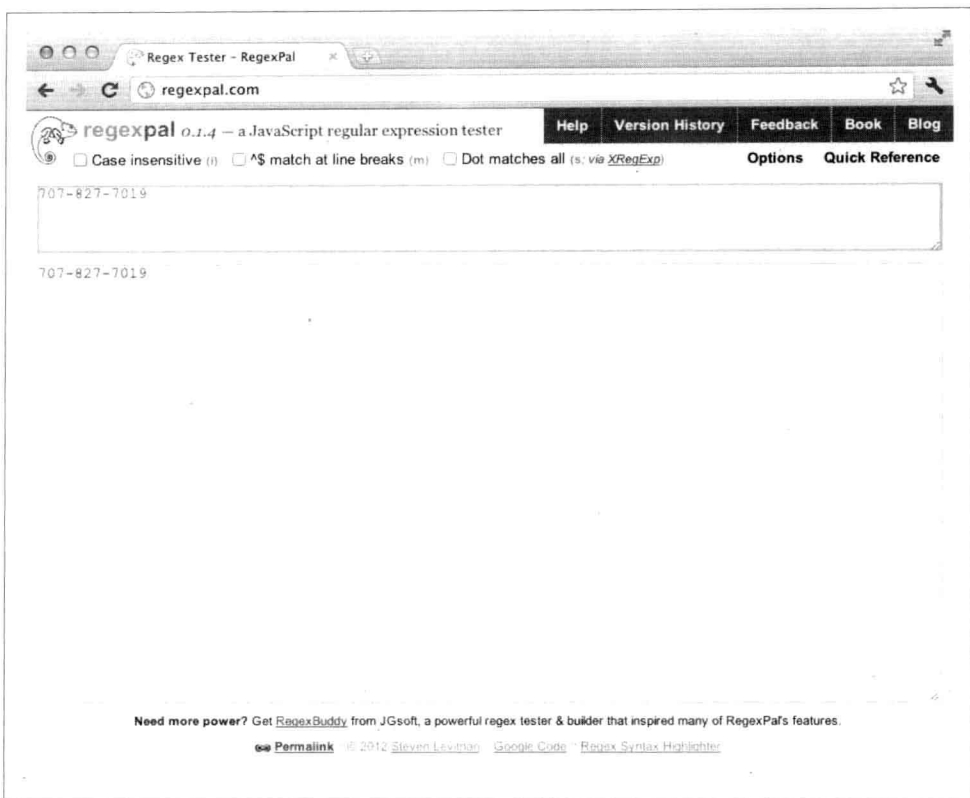 Regex Tester - RegexPal
regexpal.com
regexpal 0.1.4 – a JavaScript regular expression tester
Help Version History Feedback Book Blog
Case insensitive (i) ^$ match at line breaks (m) Dot matches all (s; via XRegExp)
Options Quick Reference
707-827-7019
707-827-7019
Need more power? Get RegexBuddy from JGsoft, a powerful regex tester & builder that inspired many of RegexPal's features.
Permalink © 2012 Steven Levithan Google Code Regex Syntax Highlighter